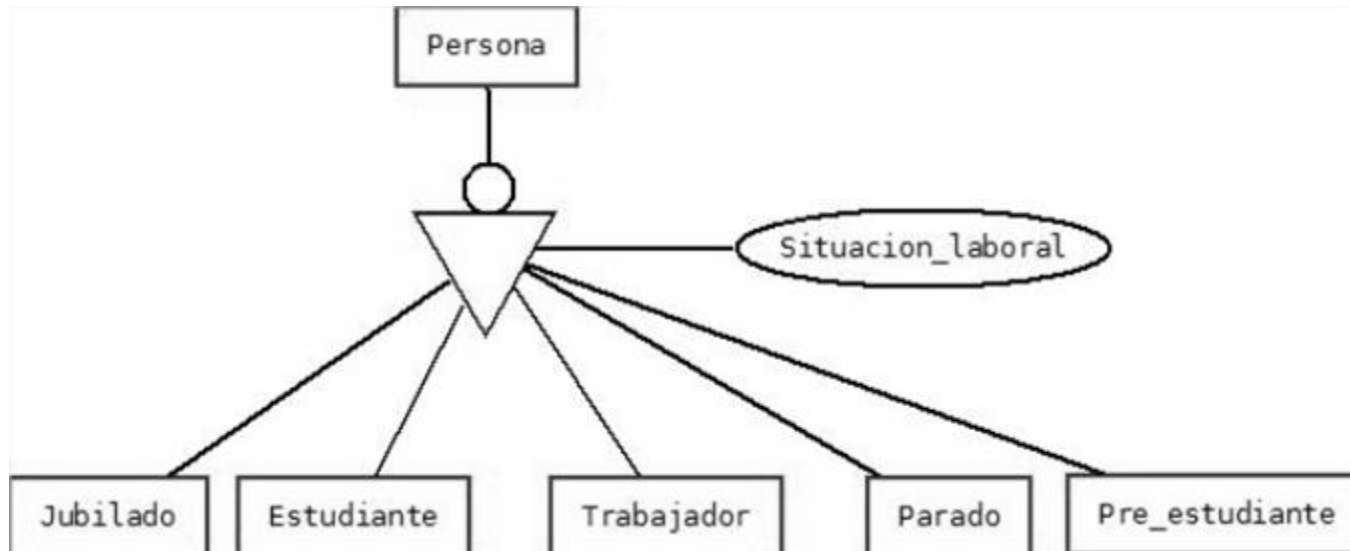 Persona
Situacion_laboral
Jubilado
Estudiante
Trabajador
Parado
Pre_estudiante